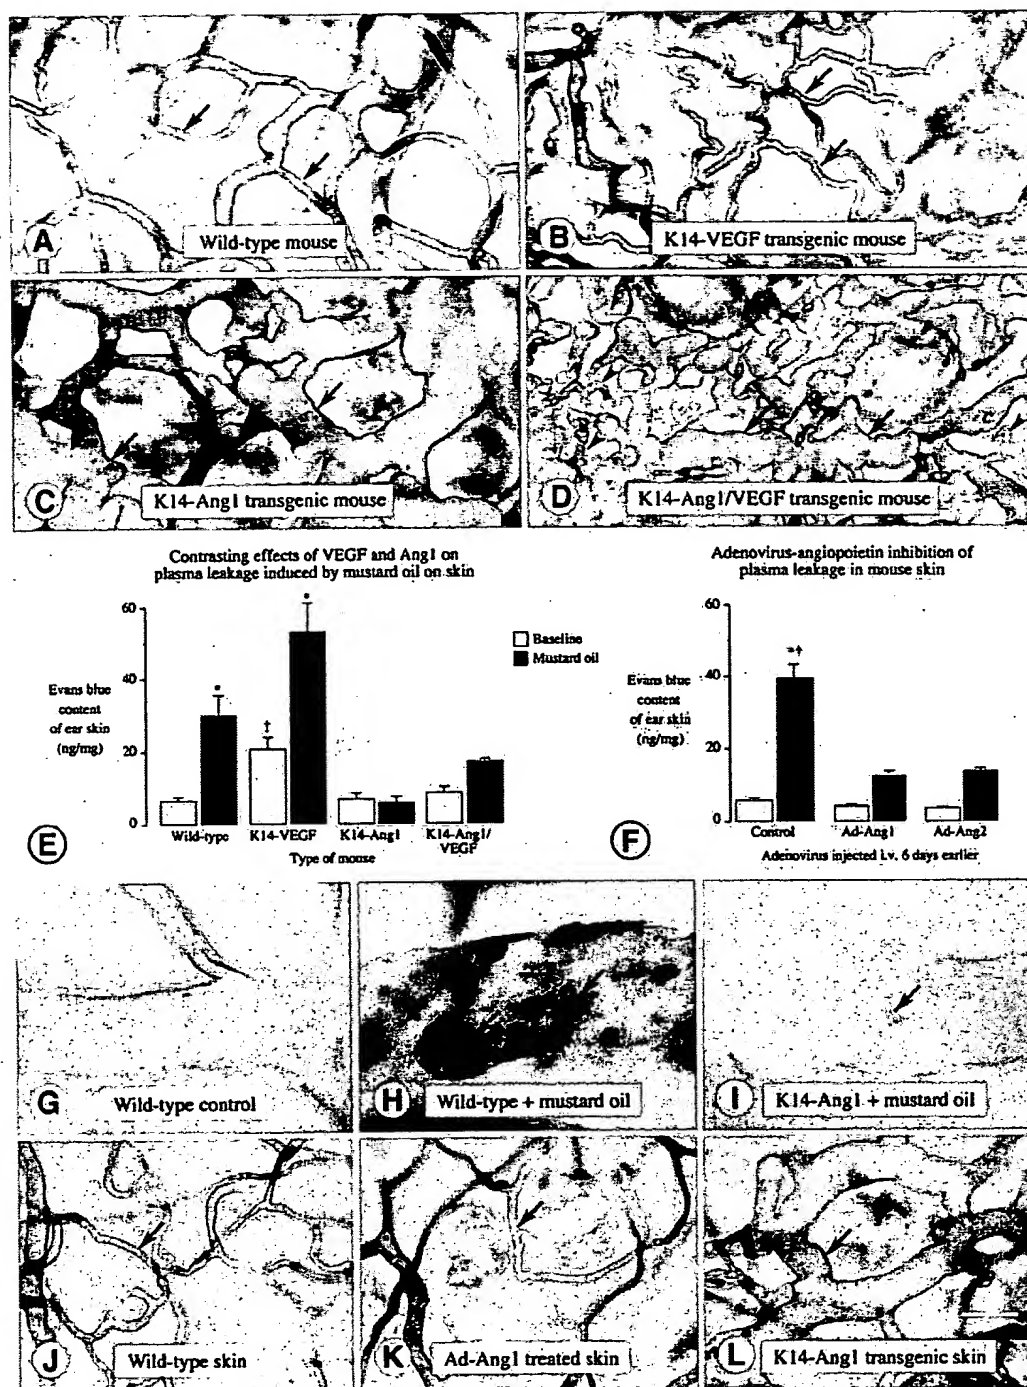 A
Wild-type mouse
B
K14-VEGF transgenic mouse
C
K14-Ang1 transgenic mouse
D
K14-Ang1/VEGF transgenic mouse
Contrasting effects of VEGF and Ang1 on
plasma leakage induced by mustard oil on skin
60
40
20
0
Evans blue
content
of ear skin
(ng/mg)
*
†
*
Baseline
Mustard oil
Wild-type
K14-VEGF
K14-Ang1
K14-Ang1/
VEGF
Type of mouse
E
Adenovirus-angiopoietin inhibition of
plasma leakage in mouse skin
60
40
20
0
Evans blue
content
of ear skin
(ng/mg)
*†
Control
Ad-Ang1
Ad-Ang2
Adenovirus injected i.v. 6 days earlier
F
G
Wild-type control
H
Wild-type + mustard oil
I
K14-Ang1 + mustard oil
J
Wild-type skin
K
Ad-Ang1 treated skin
L
K14-Ang1 transgenic skin